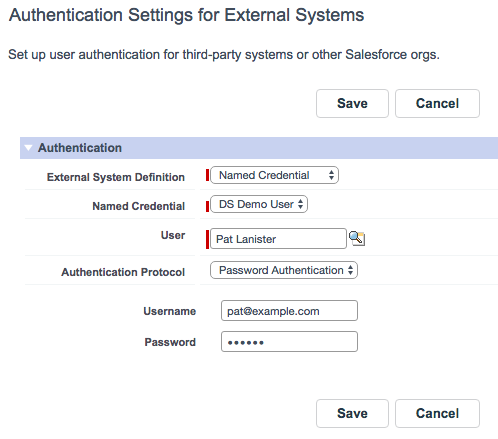 Authentication Settings for External Systems
Set up user authentication for third-party systems or other Salesforce orgs.
Save Cancel
Authentication
External System Definition Named Credential
Named Credential DS Demo User
User Pat Lanister
Authentication Protocol Password Authentication
Username pat@example.com
Password ••••••
Save Cancel